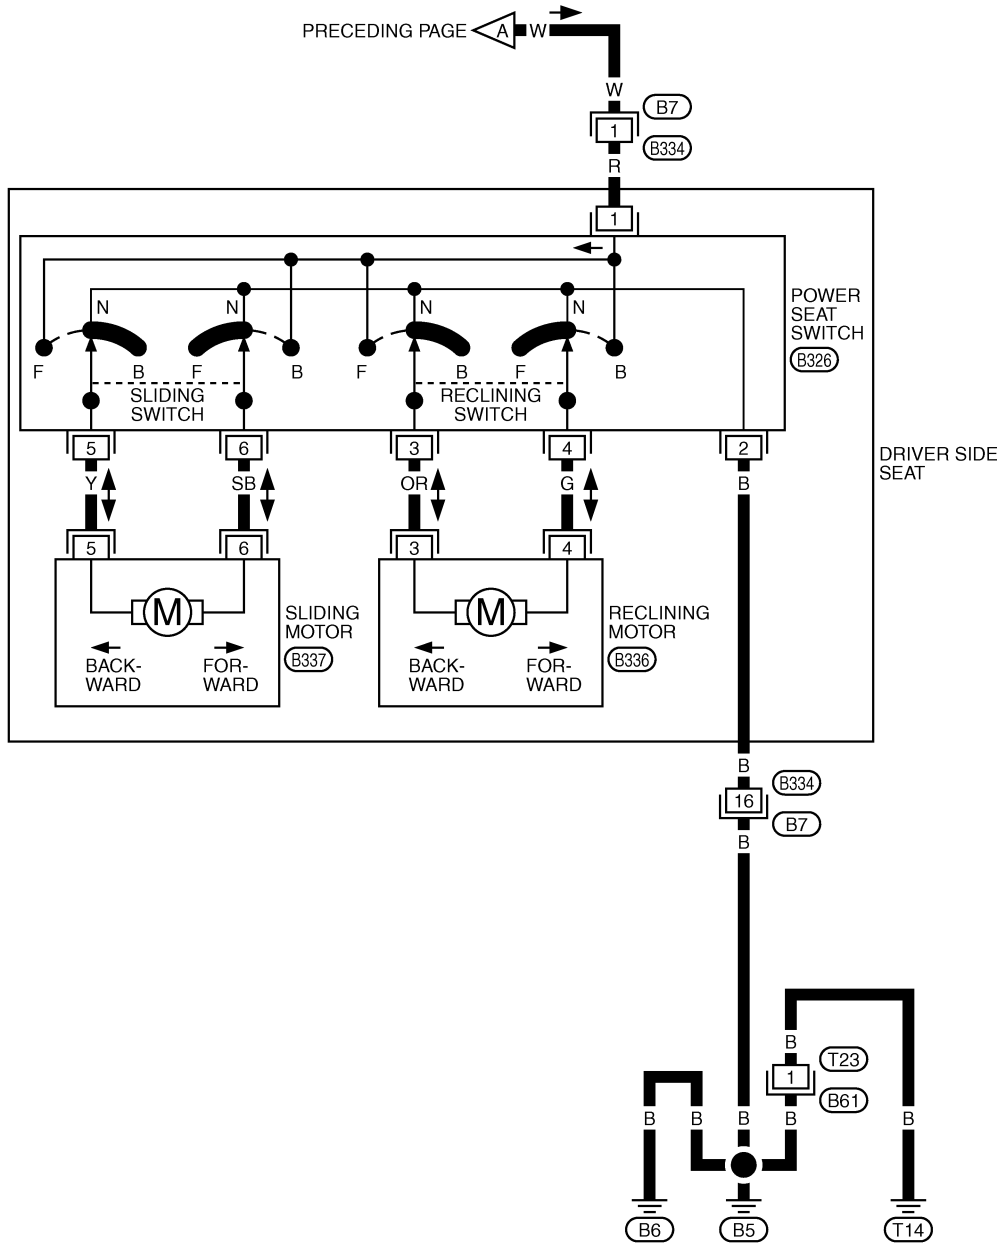 PRECEDING PAGE
A
W
W
B7
1
B334
R
1
N
N
N
N
F
B
F
B
F
B
F
B
SLIDING
SWITCH
RECLINING
SWITCH
POWER
SEAT
SWITCH
B326
5
6
3
4
2
DRIVER SIDE
SEAT
Y
SB
OR
G
B
5
6
3
4
M
SLIDING
MOTOR
B337
M
RECLINING
MOTOR
B336
BACK-
WARD
FOR-
WARD
BACK-
WARD
FOR-
WARD
B
B334
16
B7
B
B
T23
1
B61
B
B
B
B
B
B6
B5
T14